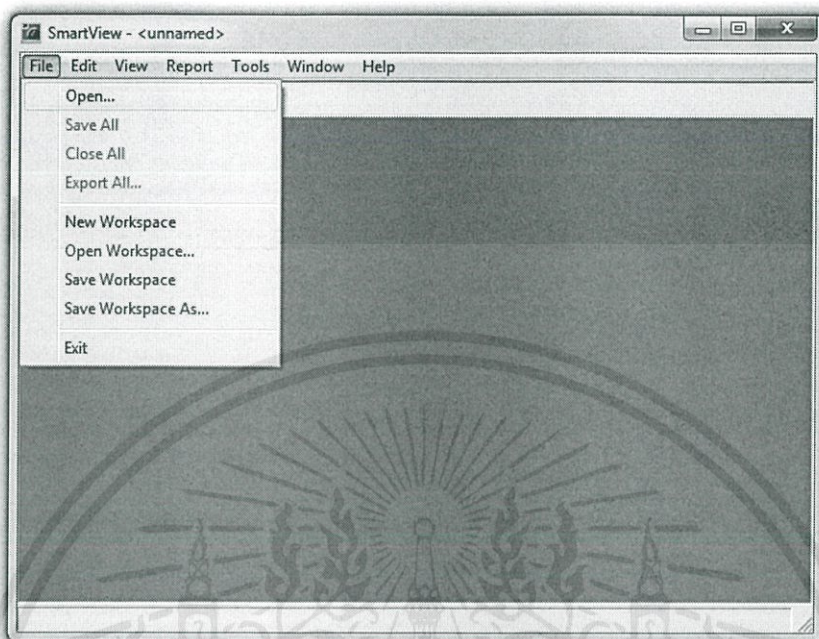 SmartView - <unnamed>
File Edit View Report Tools Window Help
Open...
Save All
Close All
Export All...
New Workspace
Open Workspace...
Save Workspace
Save Workspace As...
Exit